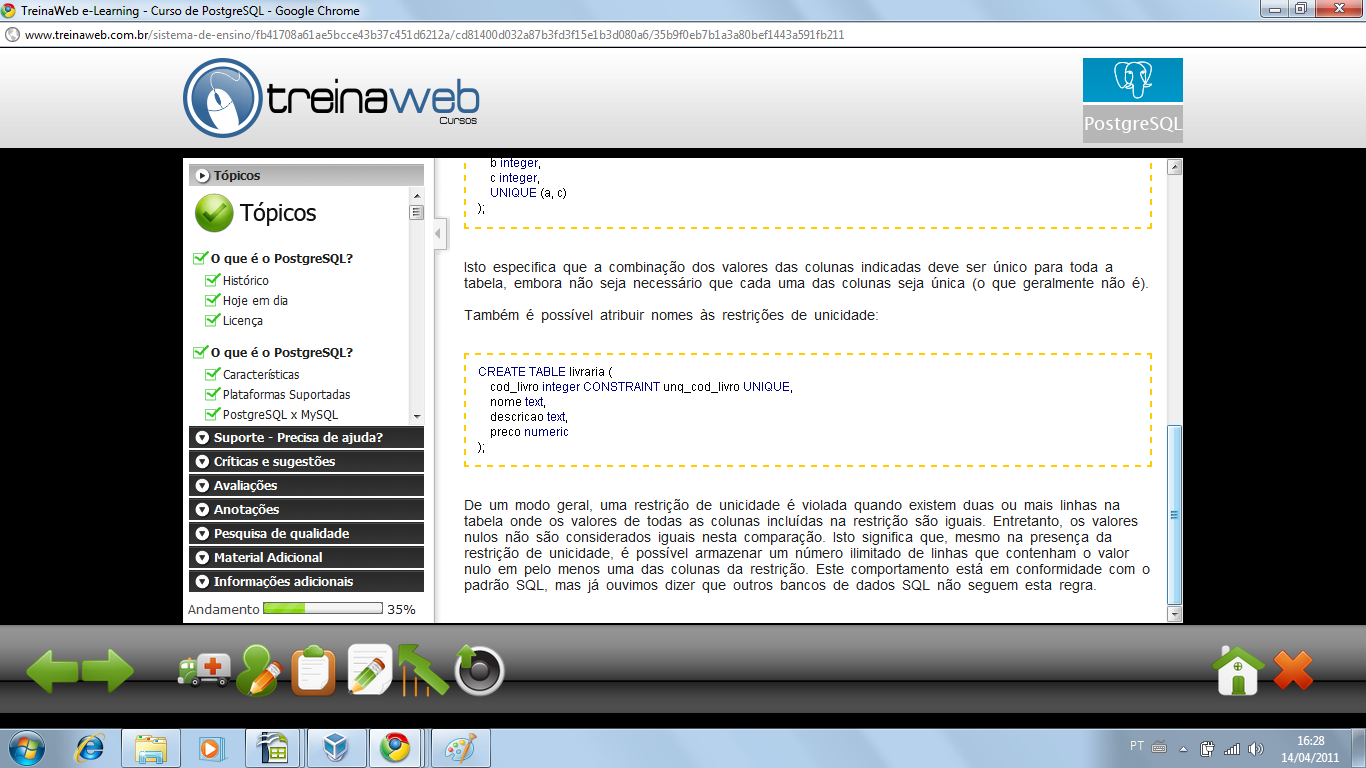 TreinaWeb e-Learning - Curso de PostgreSQL - Google Chrome
www.treinaweb.com.br/sistema-de-ensino/fb41708a61ae5bcce43b37c451d6212a/cd81400d032a87b3fd3f15e1b3d080a6/35b9f0eb7b1a3a80bef1443a591fb211
treinaweb
Cursos
PostgreSQL
Tópicos
Tópicos
O que é o PostgreSQL?
Histórico
Hoje em dia
Licença
O que é o PostgreSQL?
Características
Plataformas Suportadas
PostgreSQL x MySQL
Suporte - Precisa de ajuda?
Críticas e sugestões
Avaliações
Anotações
Pesquisa de qualidade
Material Adicional
Informações adicionais
Andamento 35%
b integer,
c integer,
UNIQUE (a, c)
);
Isto especifica que a combinação dos valores das colunas indicadas deve ser único para toda a
tabela, embora não seja necessário que cada uma das colunas seja única (o que geralmente não é).
Também é possível atribuir nomes às restrições de unicidade:
CREATE TABLE livraria (
cod_livro integer CONSTRAINT unq_cod_livro UNIQUE,
nome text,
descricao text,
preco numeric
);
De um modo geral, uma restrição de unicidade é violada quando existem duas ou mais linhas na
tabela onde os valores de todas as colunas incluídas na restrição são iguais. Entretanto, os valores
nulos não são considerados iguais nesta comparação. Isto significa que, mesmo na presença da
restrição de unicidade, é possível armazenar um número ilimitado de linhas que contenham o valor
nulo em pelo menos uma das colunas da restrição. Este comportamento está em conformidade com o
padrão SQL, mas já ouvimos dizer que outros bancos de dados SQL não seguem esta regra.
PT
16:28
14/04/2011